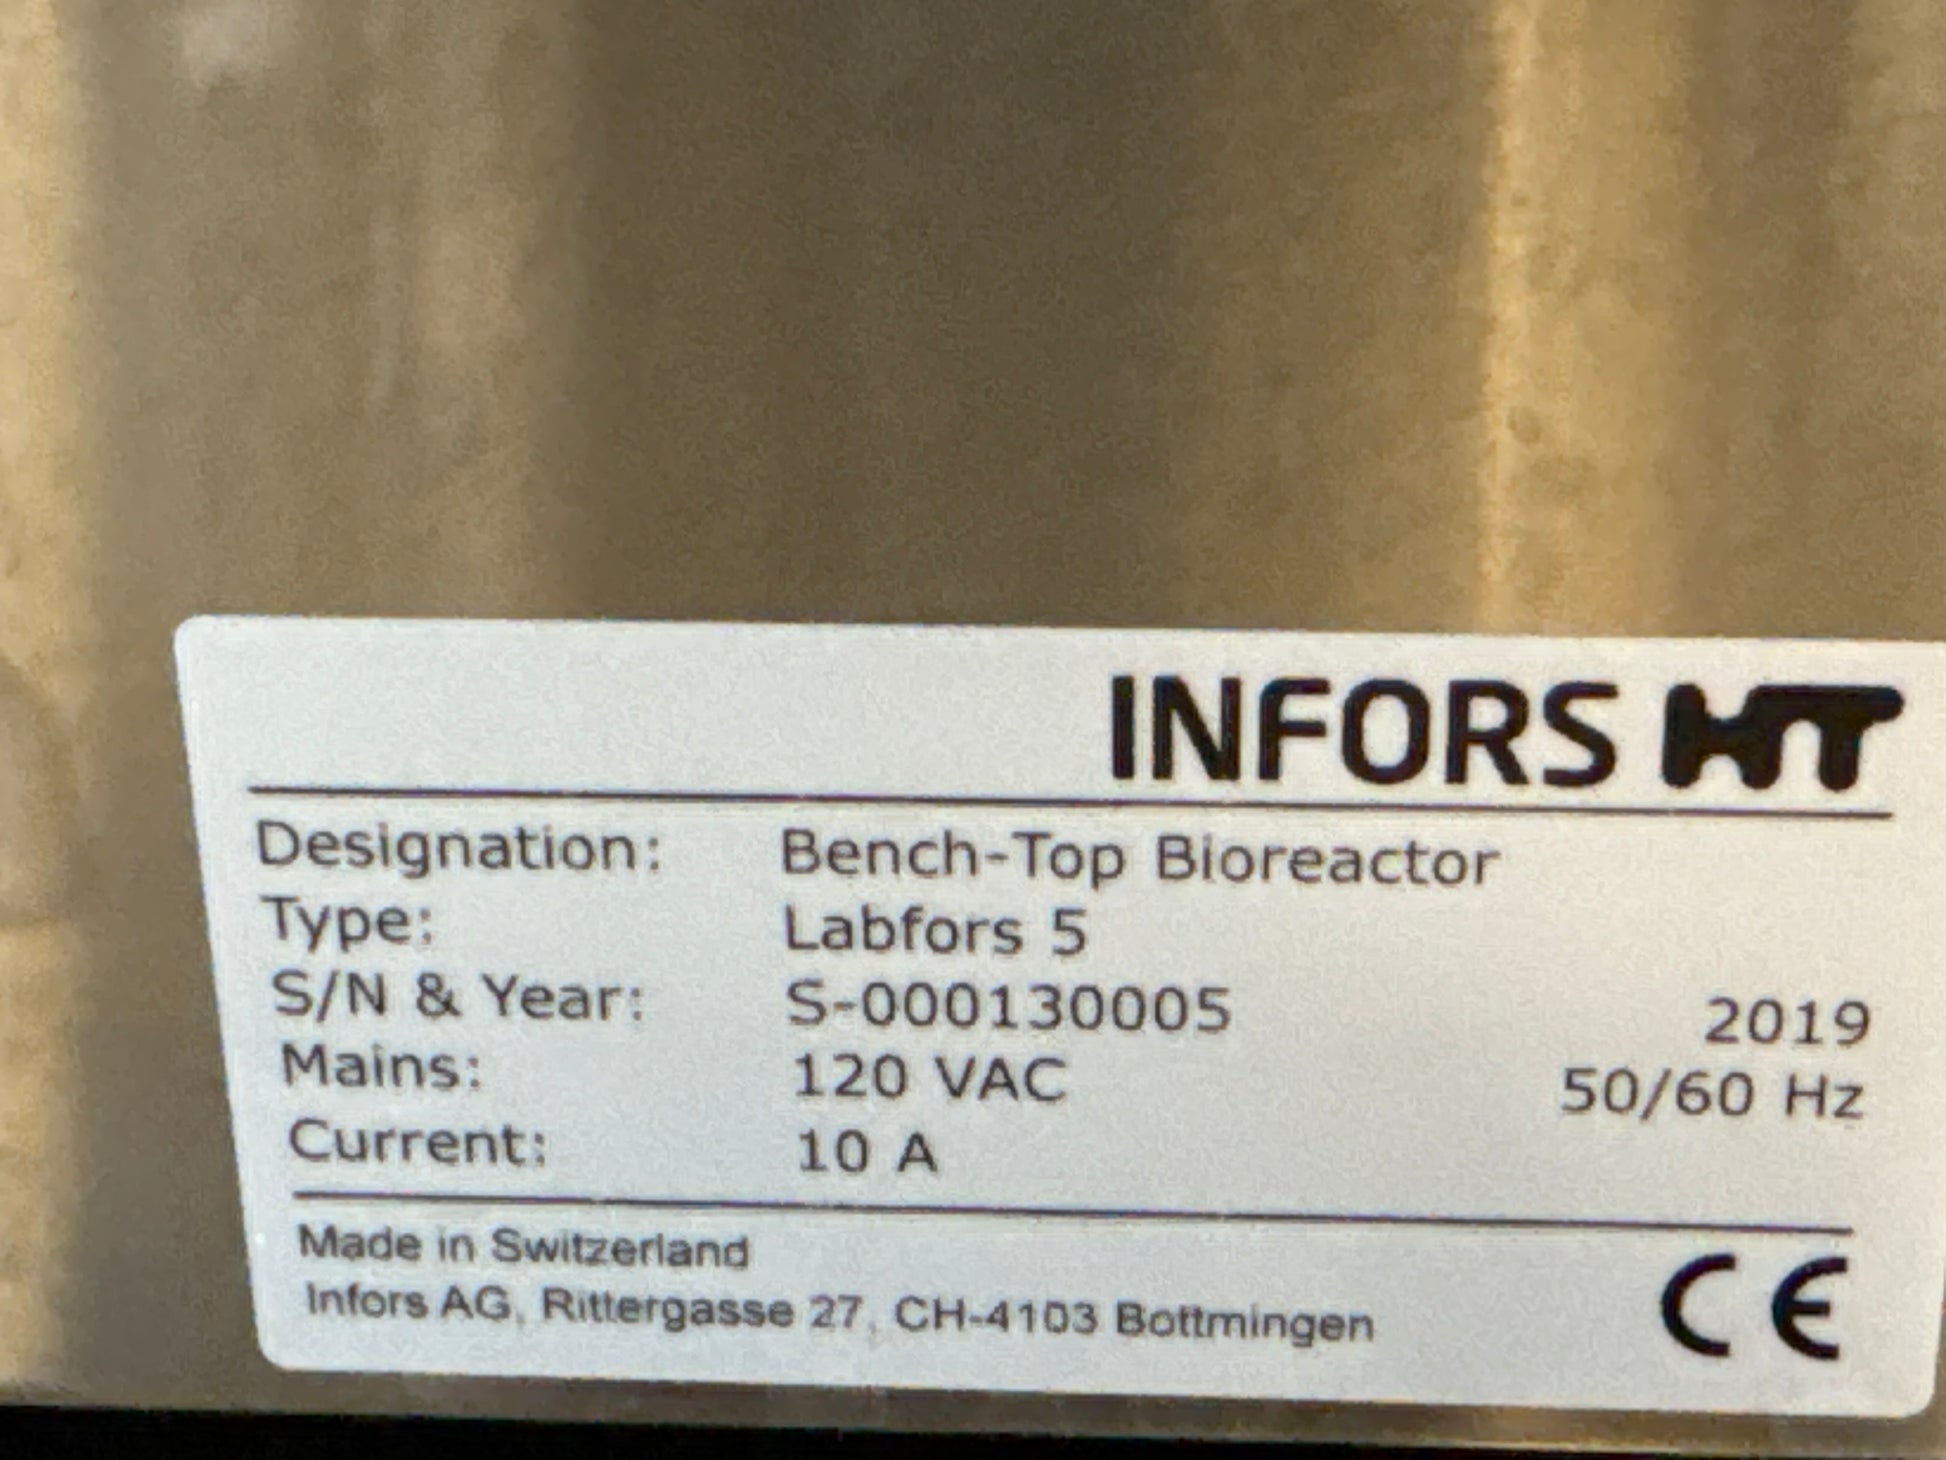 INFORS HT
Designation: Bench-Top Bioreactor
Type: Labfors 5
S/N & Year: S-000130005 2019
Mains: 120 VAC 50/60 Hz
Current: 10 A
Made in Switzerland
Infors AG, Rittergasse 27, CH-4103 Bottmingen
CE